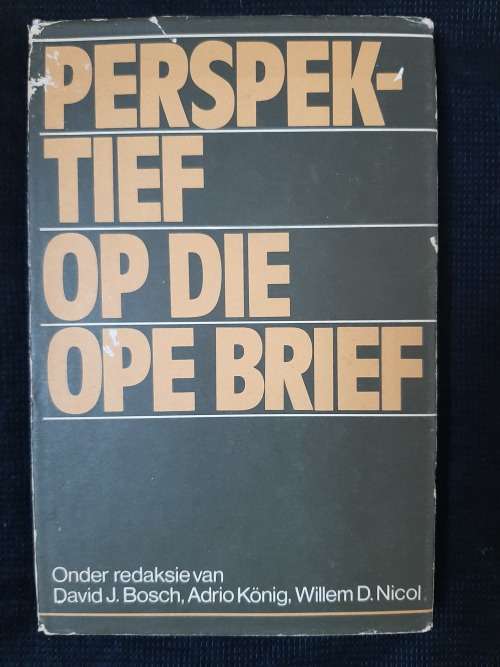 PERSPEK-
TIEF
OP DIE
OPE BRIEF
Onder redaksie van
David J. Bosch, Adrio König, Willem D. Nicol